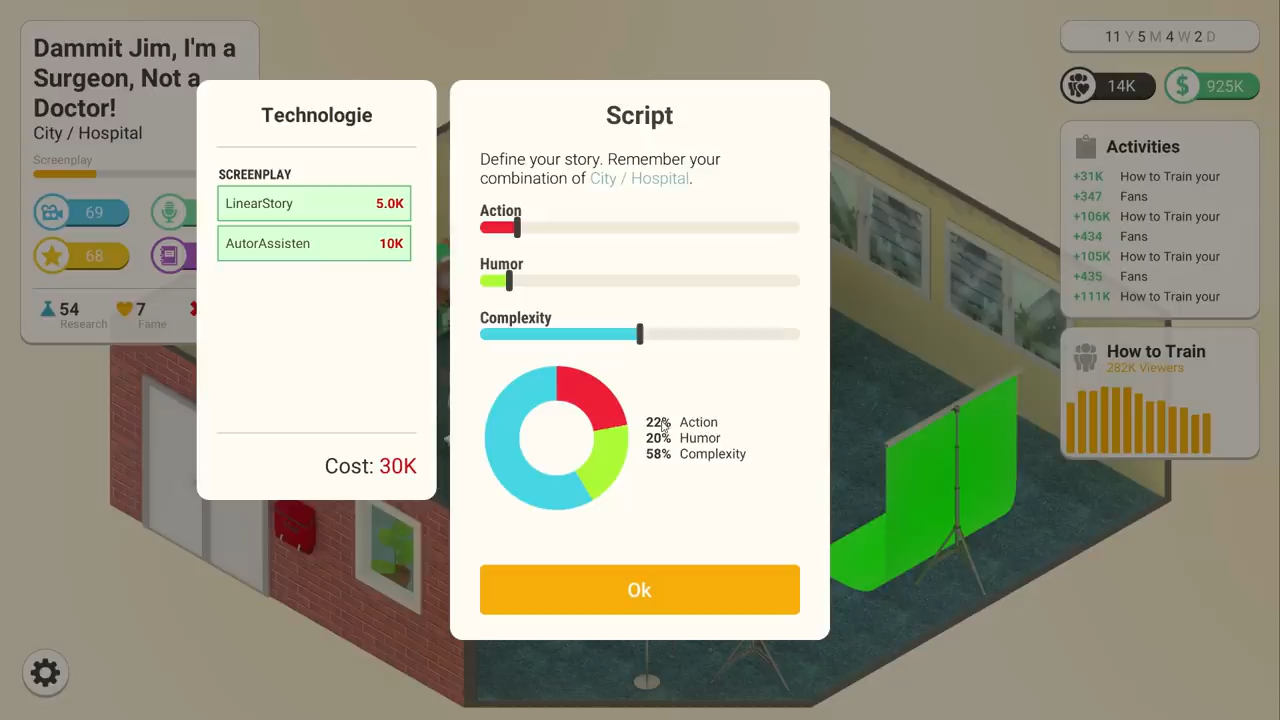 Dammit Jim, I'm a
Surgeon, Not a
Doctor!
City / Hospital
Screenplay
69
68
54
Research
7
Fame
Technologie
SCREENPLAY
LinearStory 5.0K
AutorAssisten 10K
Cost: 30K
Script
Define your story. Remember your
combination of City / Hospital.
Action
Humor
Complexity
22% Action
20% Humor
58% Complexity
Ok
11 Y 5 M 4 W 2 D
14K
$ 925K
Activities
+31K How to Train your
+347 Fans
+106K How to Train your
+434 Fans
+105K How to Train your
+435 Fans
+111K How to Train your
How to Train
282K Viewers